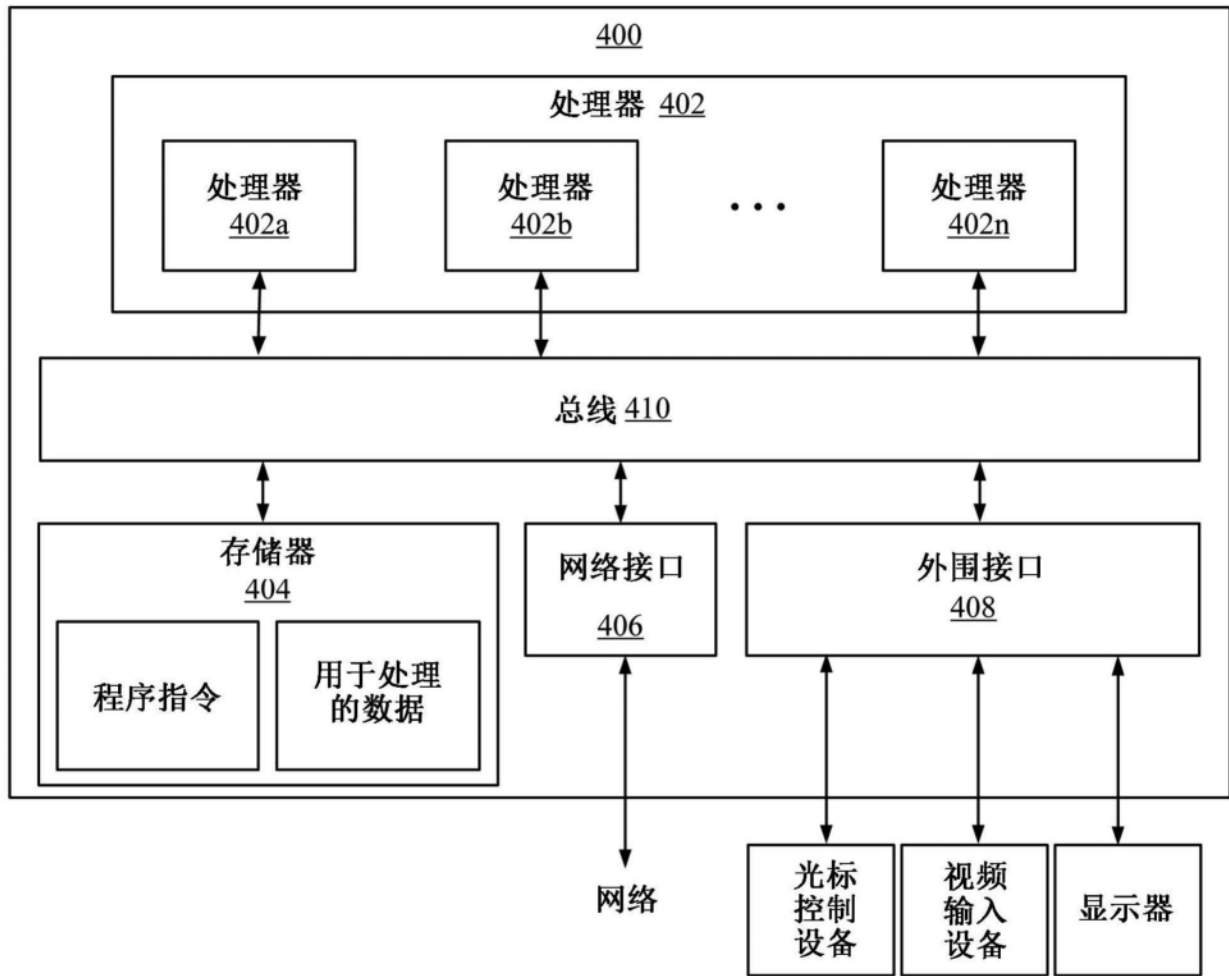 400
处理器 402
处理器
402a
处理器
402b
...
处理器
402n
总线 410
存储器
404
程序指令
用于处理
的数据
网络接口
406
外围接口
408
网络
光标
控制
设备
视频
输入
设备
显示器